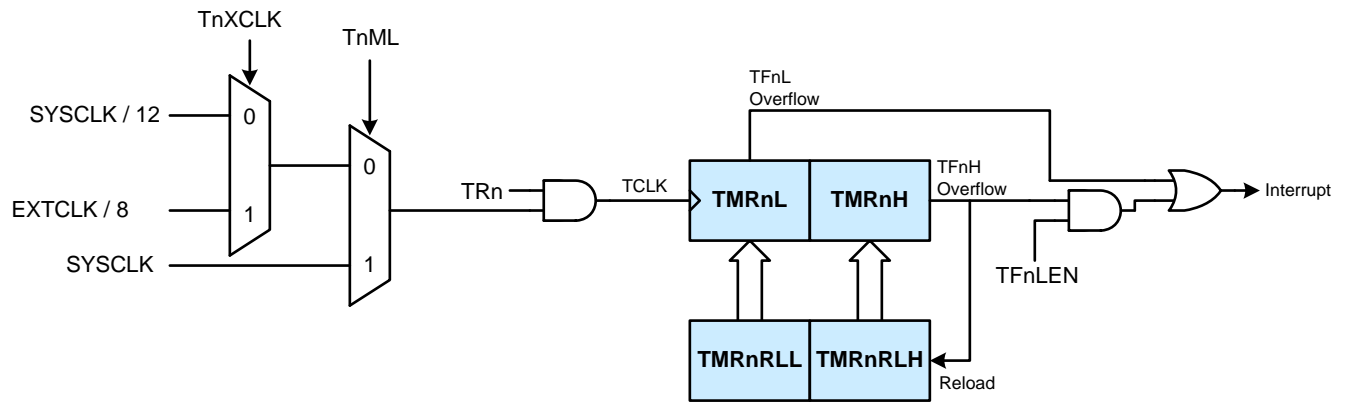 TnXCLK
TnML
SYSCLK / 12
0
EXTCLK / 8
1
SYSCLK
0
1
TRn
TCLK
TFnL
Overflow
TMRnL
TMRnH
TFnH
Overflow
Interrupt
TFnLEN
TMRnRLL
TMRnRLH
Reload